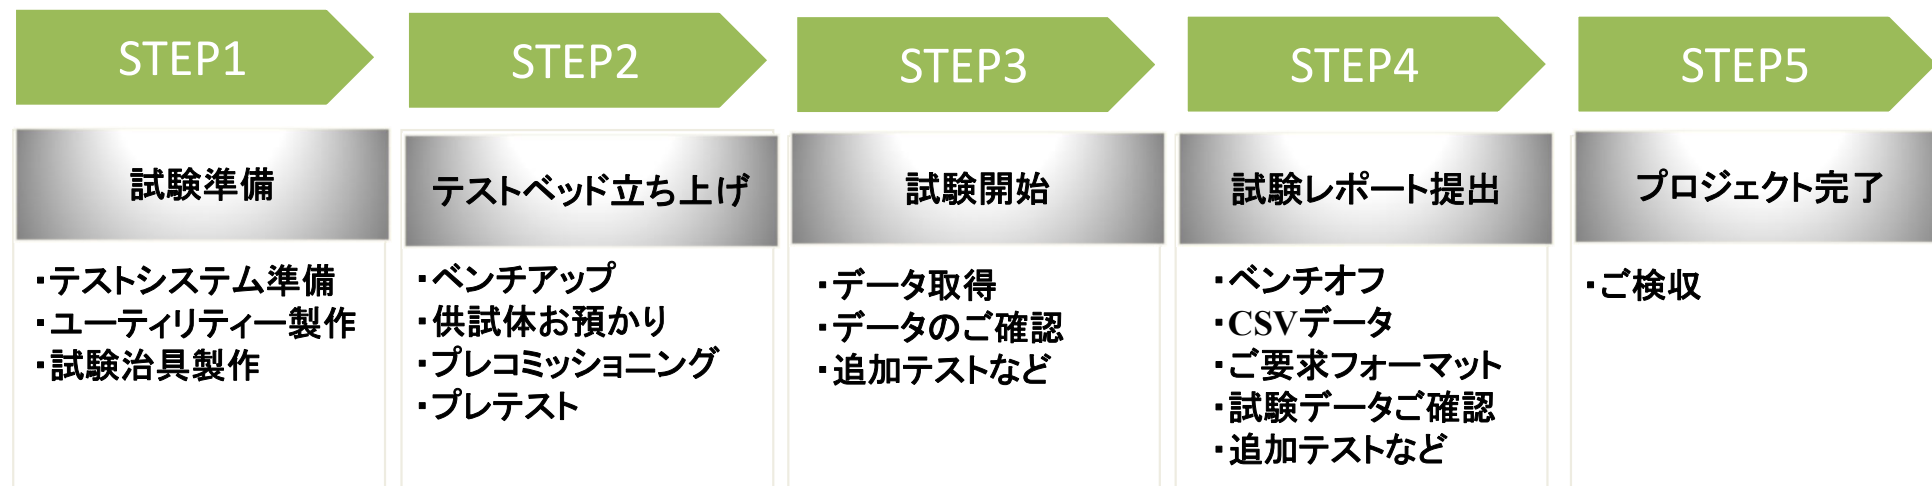 STEP1
STEP2
STEP3
STEP4
STEP5
試験準備
テストベッド立ち上げ
試験開始
試験レポート提出
プロジェクト完了
・テストシステム準備
・ユーティリティー製作
・試験治具製作
・ベンチアップ
・供試体お預かり
・プレコミッショニング
・プレテスト
・データ取得
・データのご確認
・追加テストなど
・ベンチオフ
・CSVデータ
・ご要求フォーマット
・試験データご確認
・追加テストなど
・ご検収